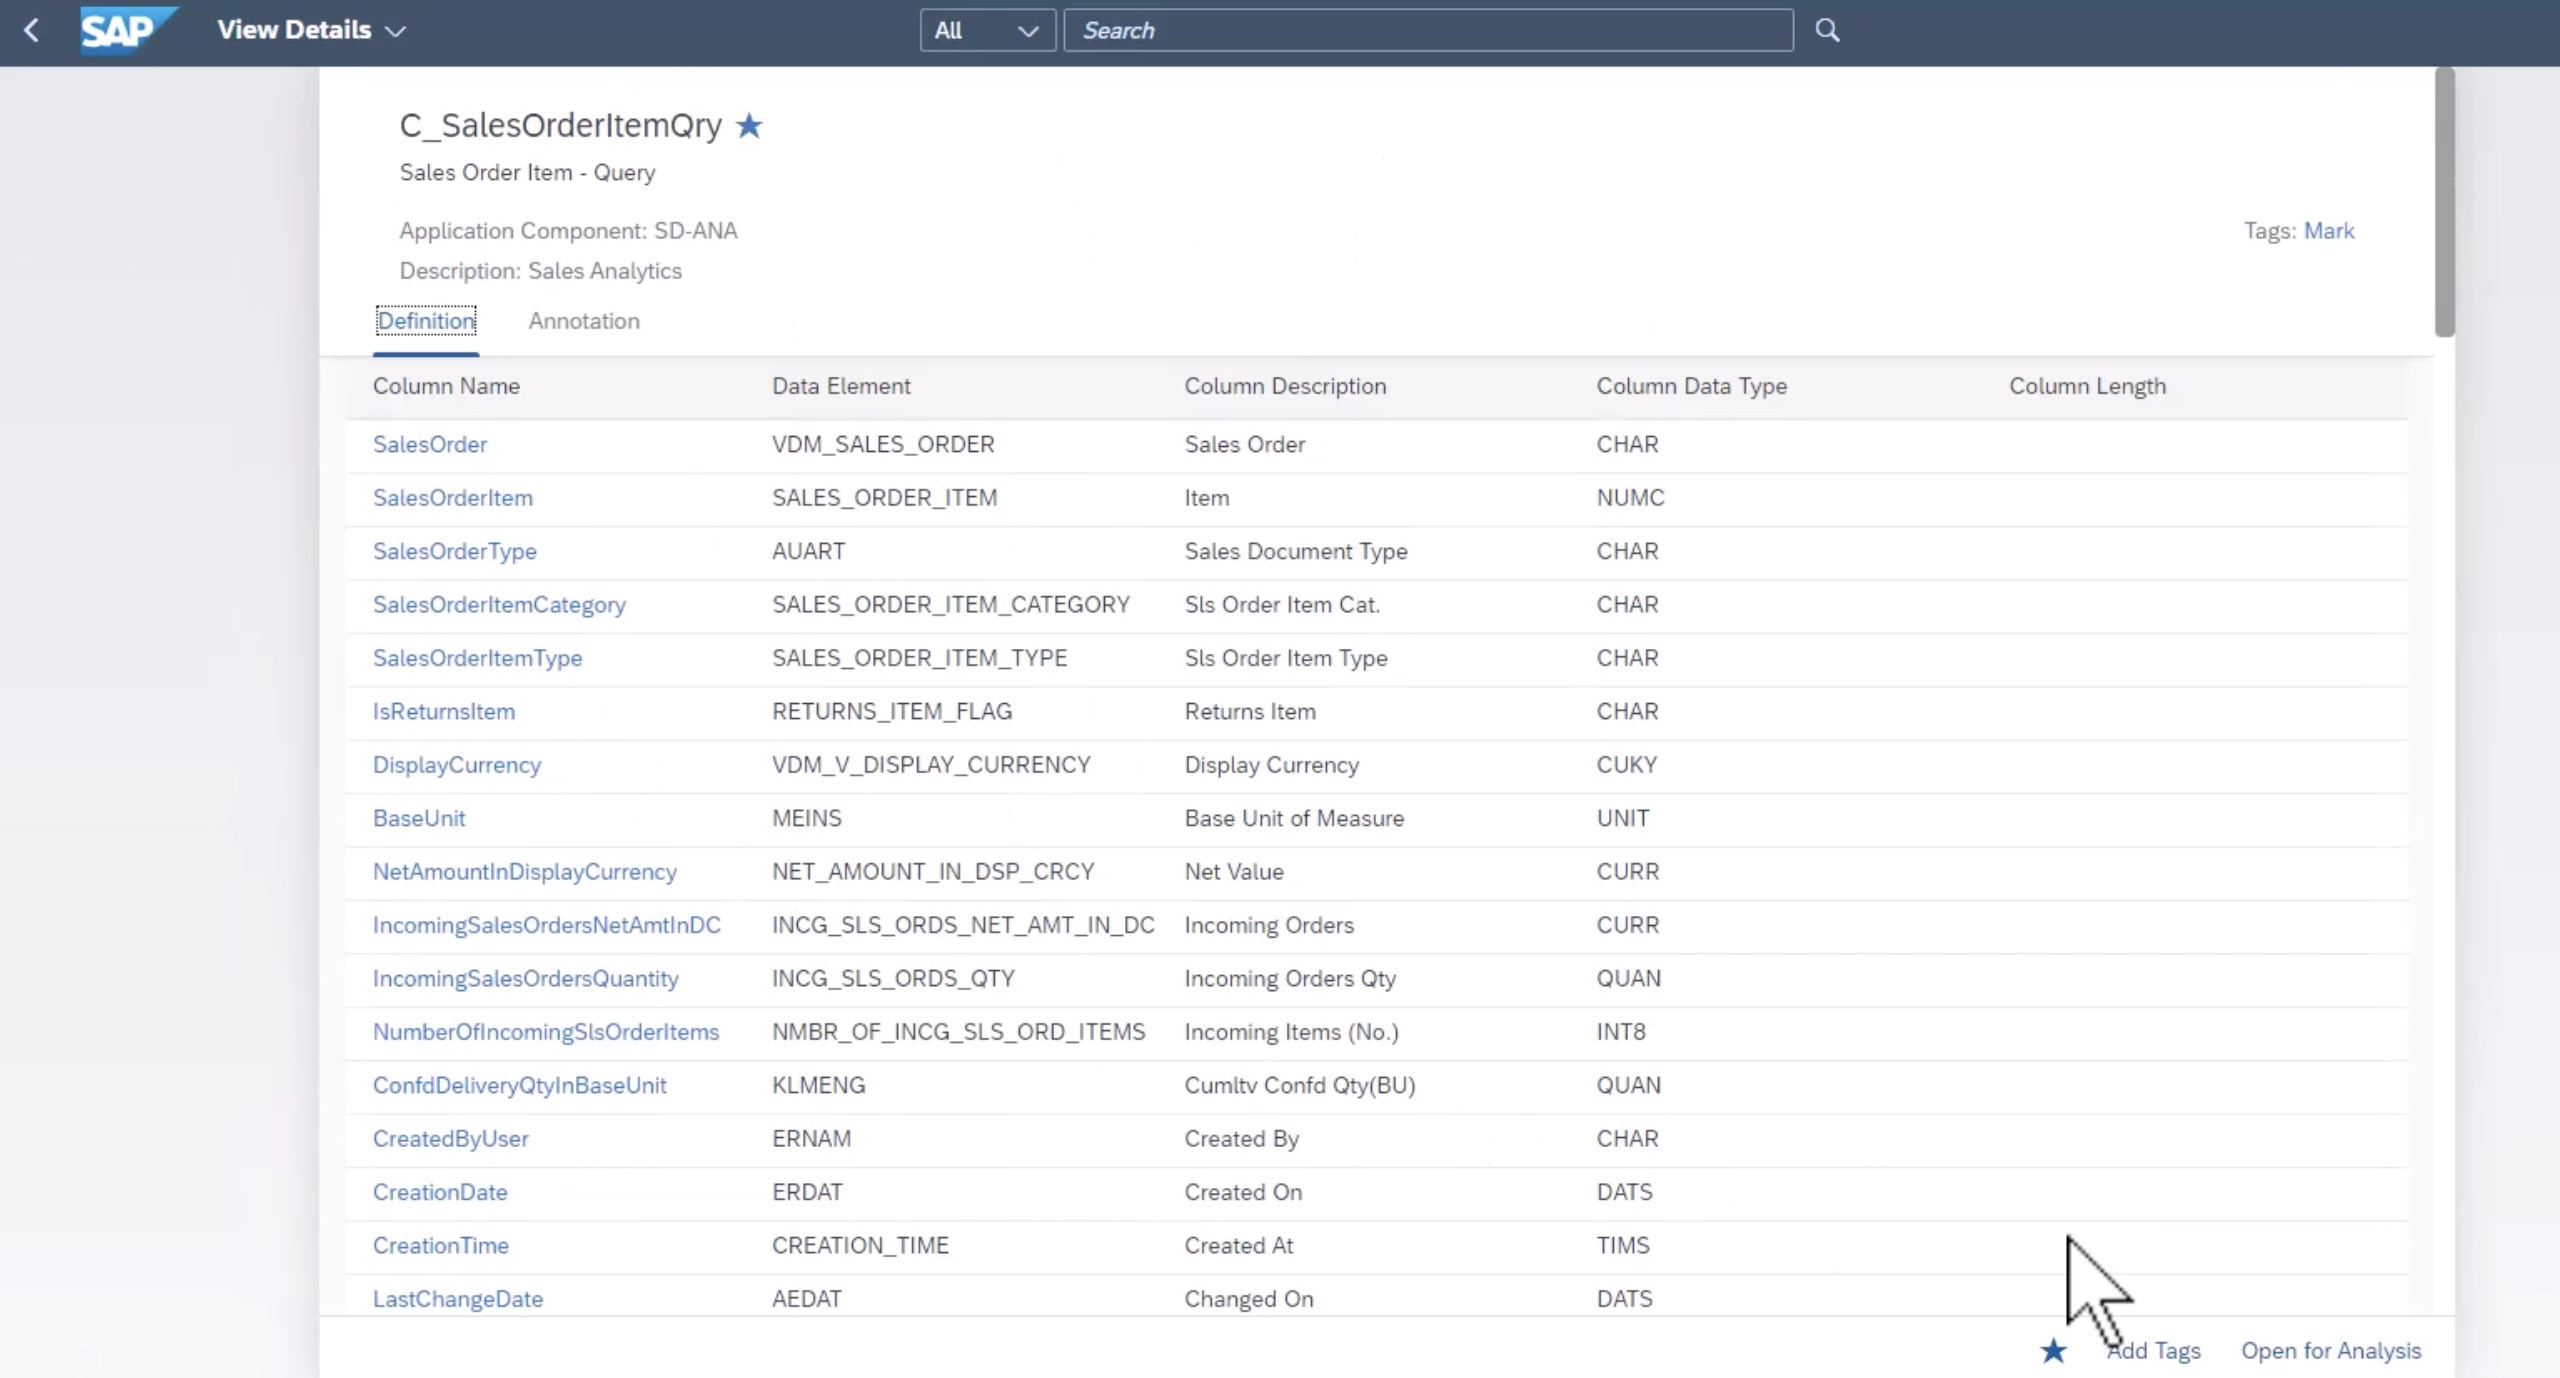 SAP View Details All Search
C_SalesOrderItemQry
Sales Order Item - Query
Application Component: SD-ANA Tags: Mark
Description: Sales Analytics
Definition Annotation
Column Name Data Element Column Description Column Data Type Column Length
SalesOrder VDM_SALES_ORDER Sales Order CHAR
SalesOrderItem SALES_ORDER_ITEM Item NUMC
SalesOrderType AUART Sales Document Type CHAR
SalesOrderItemCategory SALES_ORDER_ITEM_CATEGORY Sls Order Item Cat. CHAR
SalesOrderItemType SALES_ORDER_ITEM_TYPE Sls Order Item Type CHAR
IsReturnsItem RETURNS_ITEM_FLAG Returns Item CHAR
DisplayCurrency VDM_V_DISPLAY_CURRENCY Display Currency CUKY
BaseUnit MEINS Base Unit of Measure UNIT
NetAmountInDisplayCurrency NET_AMOUNT_IN_DSP_CRCY Net Value CURR
IncomingSalesOrdersNetAmtInDC INCG_SLS_ORDS_NET_AMT_IN_DC Incoming Orders CURR
IncomingSalesOrdersQuantity INCG_SLS_ORDS_QTY Incoming Orders Qty QUAN
NumberOfIncomingSlsOrderItems NMBR_OF_INCG_SLS_ORD_ITEMS Incoming Items (No.) INT8
ConfdDeliveryQtyInBaseUnit KLMENG Cumltv Confd Qty(BU) QUAN
CreatedByUser ERNAM Created By CHAR
CreationDate ERDAT Created On DATS
CreationTime CREATION_TIME Created At TIMS
LastChangeDate AEDAT Changed On DATS
Add Tags Open for Analysis